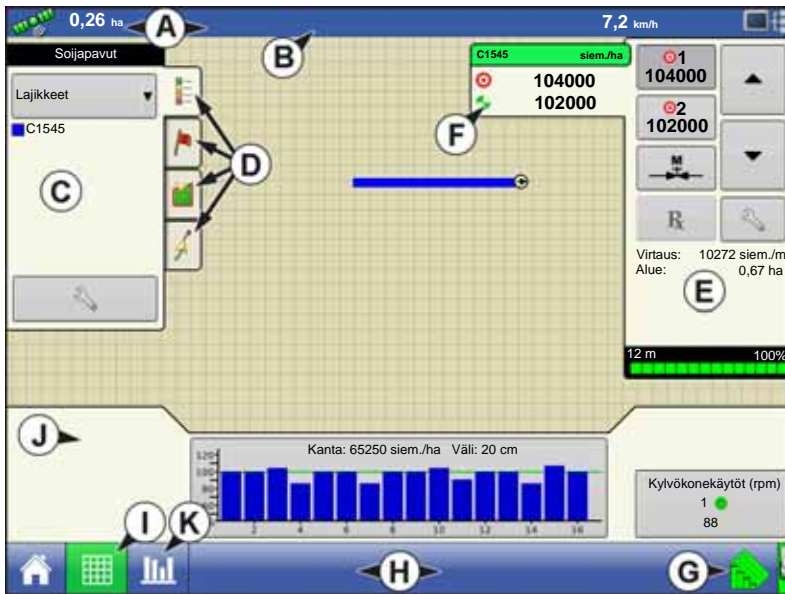 0,26 ha
A
B
7,2 km/h
Soijapavut
Lajikkeet
C1545
C
D
C1545 siem./ha
104000
102000
F
1
104000
2
102000
M
Rx
Virtaus: 10272 siem./m
Alue: 0,67 ha
E
12 m 100%
J
Kanta: 65250 siem./ha Väli: 20 cm
120
100
80
2 4 6 8 10 12 14 16
Kylvökonekäytöt (rpm)
1
88
I
K
H
G